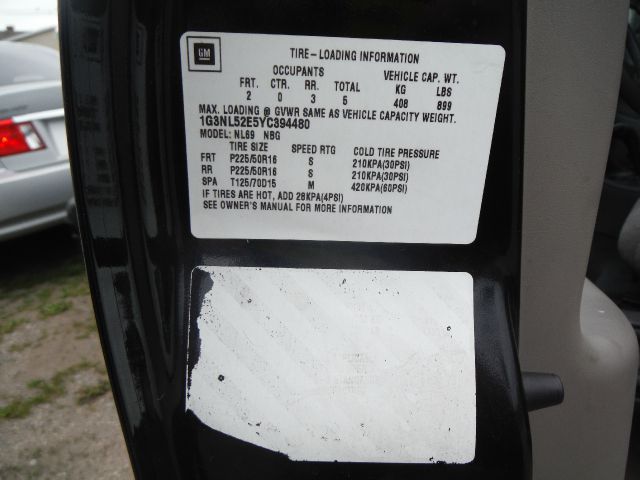 GM
TIRE-LOADING INFORMATION
OCCUPANTS VEHICLE CAP. WT.
FRT. CTR. RR. TOTAL KG LBS
2 0 3 5 408 899
MAX. LOADING @ GVWR SAME AS VEHICLE CAPACITY WEIGHT.
1G3NL52E5YC394480
MODEL: NL69 NBG
TIRE SIZE SPEED RTG COLD TIRE PRESSURE
FRT P225/50R16 S 210KPA(30PSI)
RR P225/50R16 S 210KPA(30PSI)
SPA T125/70D15 M 420KPA(60PSI)
IF TIRES ARE HOT, ADD 28KPA(4PSI)
SEE OWNER'S MANUAL FOR MORE INFORMATION